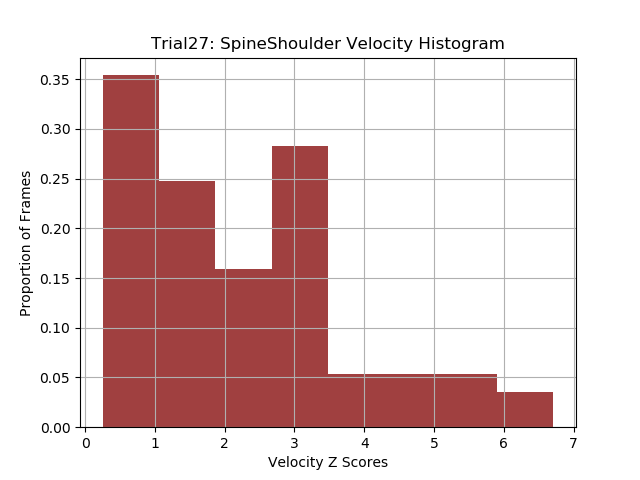 Trial27: SpineShoulder Velocity Histogram
0.35
0.30
0.25
0.20
0.15
0.10
0.05
0.00
Proportion of Frames
0 1 2 3 4 5 6 7
Velocity Z Scores